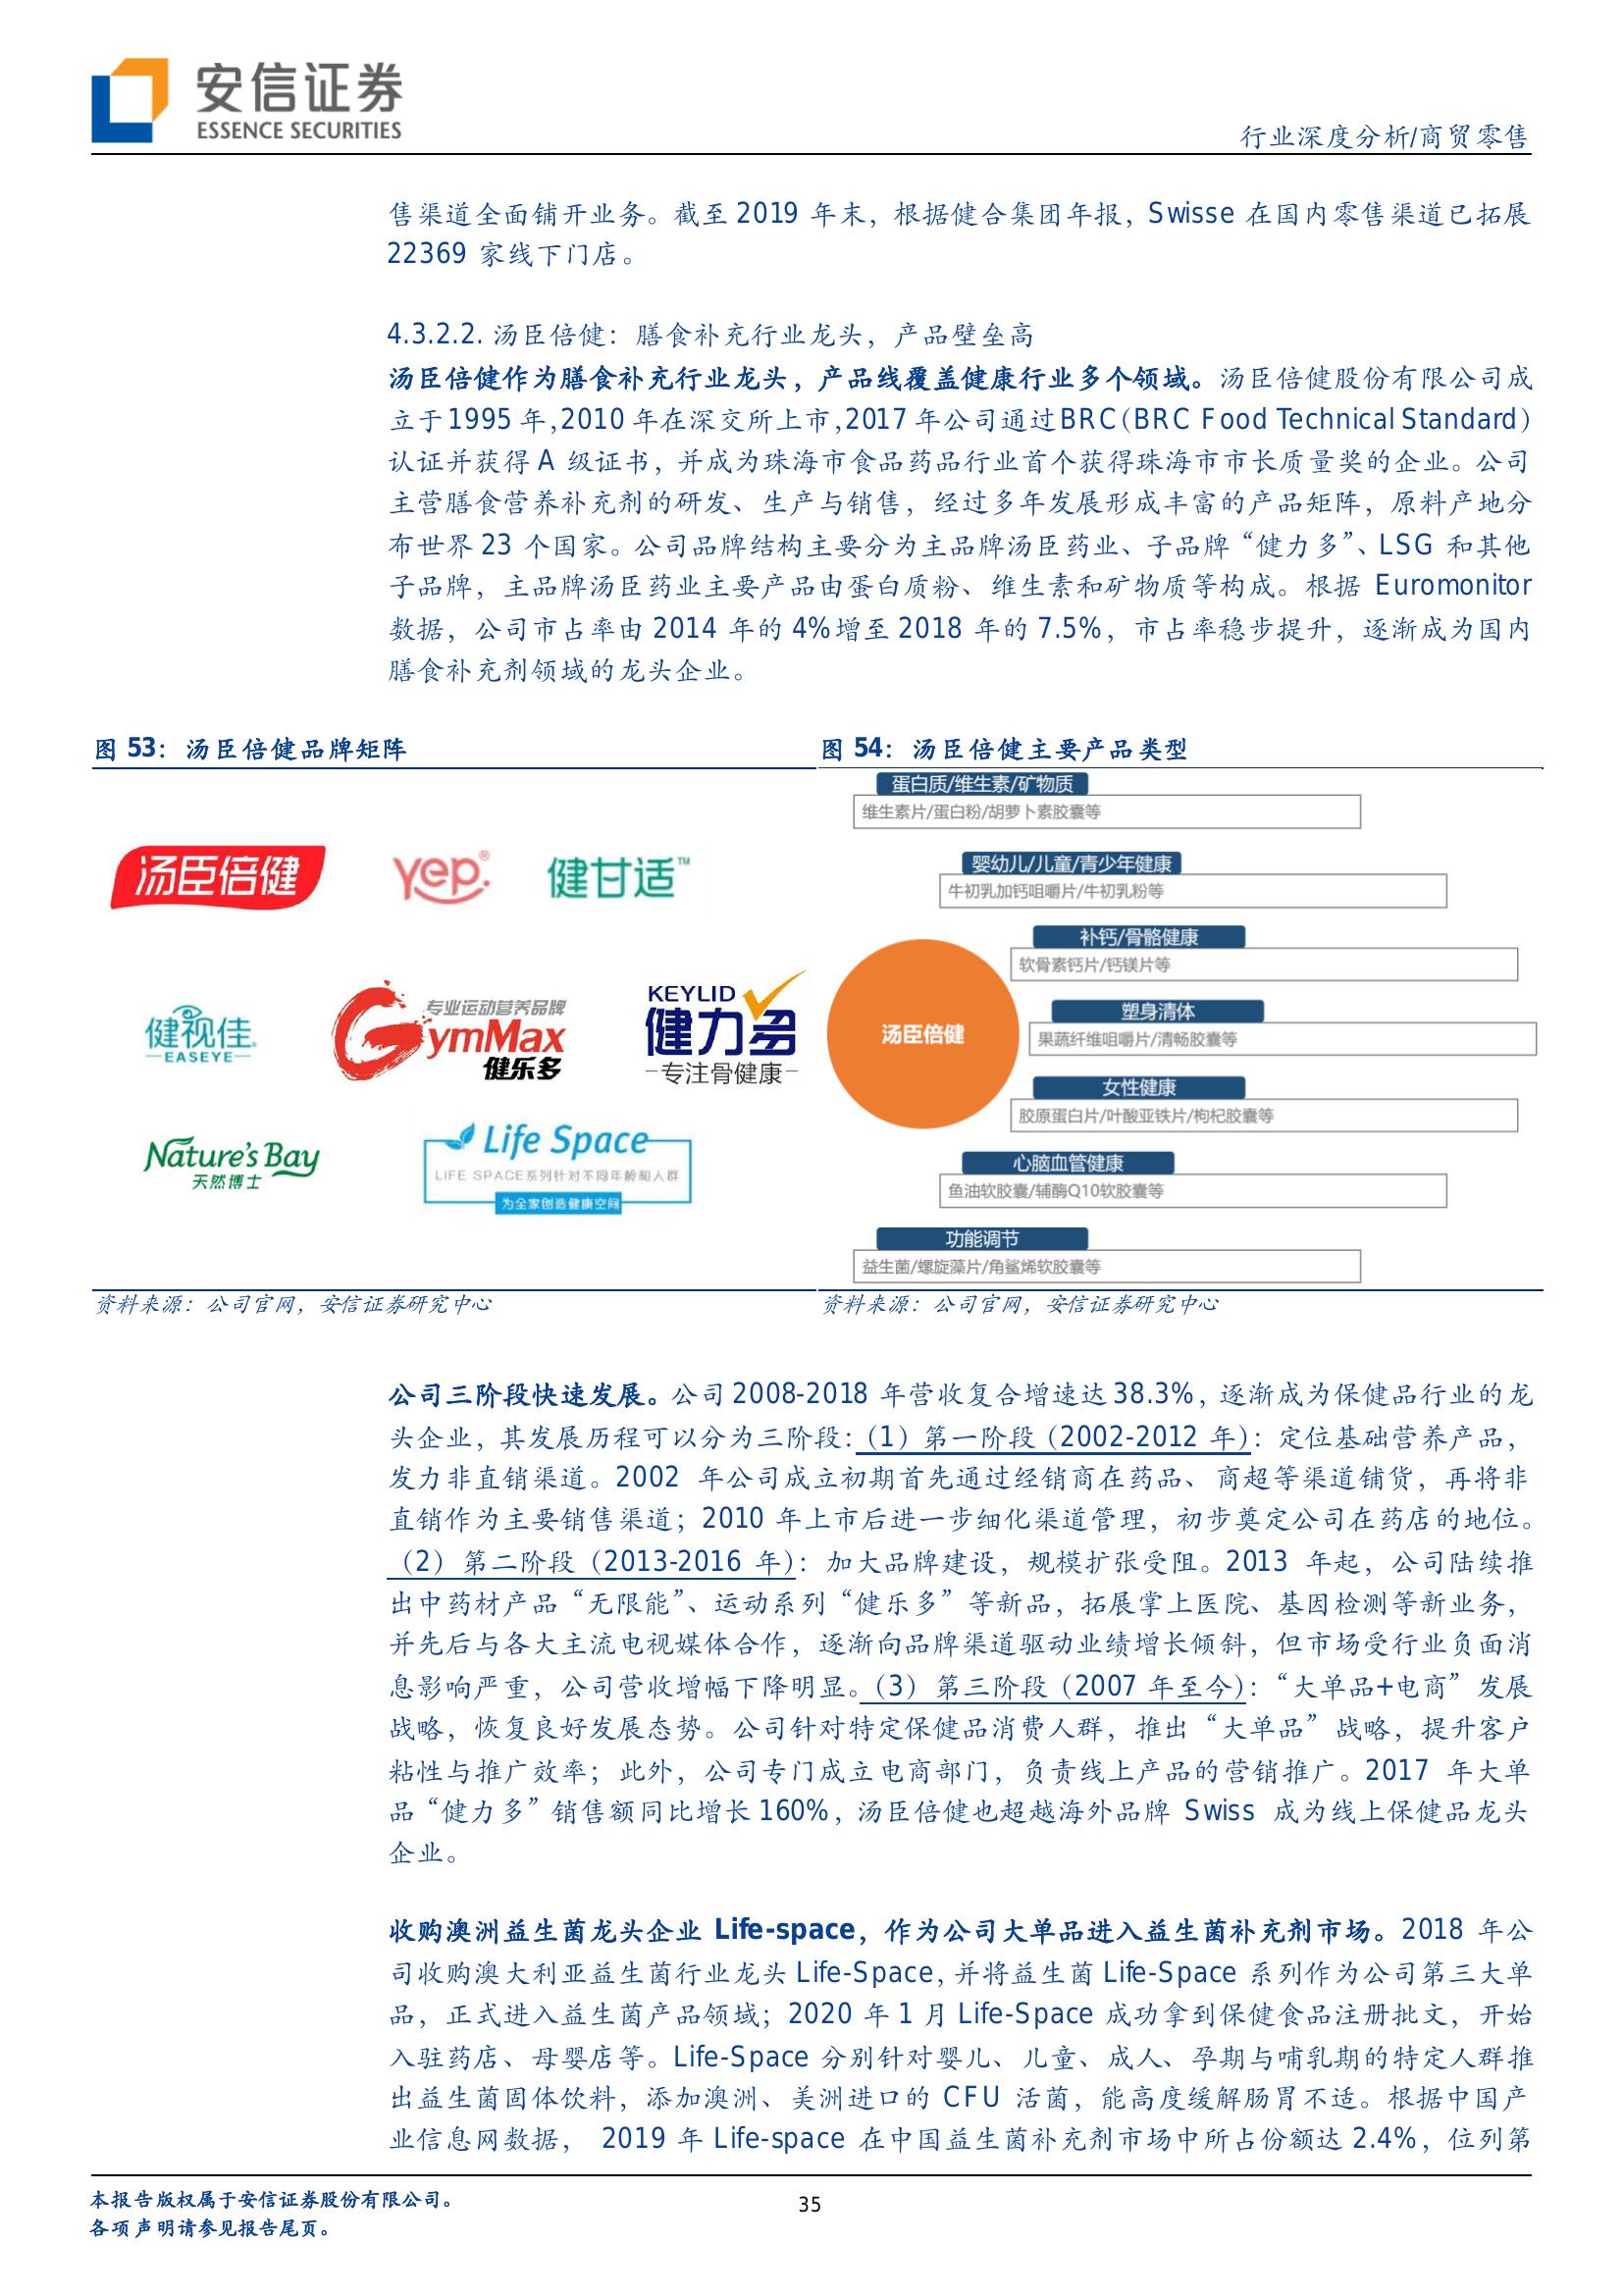 安信证券
ESSENCE SECURITIES
行业深度分析/商贸零售
售渠道全面铺开业务。截至 2019 年末，根据健合集团年报，Swisse 在国内零售渠道已拓展
22369 家线下门店。
4.3.2.2. 汤臣倍健：膳食补充行业龙头，产品壁垒高
汤臣倍健作为膳食补充行业龙头，产品线覆盖健康行业多个领域。汤臣倍健股份有限公司成
立于 1995 年，2010 年在深交所上市，2017 年公司通过 BRC（BRC Food Technical Standard）
认证并获得 A 级证书，并成为珠海市食品药品行业首个获得珠海市市长质量奖的企业。公司
主营膳食营养补充剂的研发、生产与销售，经过多年发展形成丰富的产品矩阵，原料产地分
布世界 23 个国家。公司品牌结构主要分为主品牌汤臣药业、子品牌“健力多”、LSG 和其他
子品牌，主品牌汤臣药业主要产品由蛋白质粉、维生素和矿物质等构成。根据 Euromonitor
数据，公司市占率由 2014 年的 4%增至 2018 年的 7.5%，市占率稳步提升，逐渐成为国内
膳食补充剂领域的龙头企业。
图 53：汤臣倍健品牌矩阵
汤臣倍健
yep.®
健甘适™
健视佳
EASEYE
专业运动营养品牌
GymMax
健乐多
KEYLID
健力多
专注骨健康
Nature's Bay
天然博士
Life Space
LIFE SPACE系列针对不同年龄和人群
为全家创造健康空间
资料来源：公司官网，安信证券研究中心
图 54：汤臣倍健主要产品类型
汤臣倍健
蛋白质/维生素/矿物质
维生素片/蛋白粉/胡萝卜素胶囊等
婴幼儿/儿童/青少年健康
牛初乳加钙咀嚼片/牛初乳粉等
补钙/骨骼健康
软骨素钙片/钙镁片等
塑身清体
果蔬纤维咀嚼片/清畅胶囊等
女性健康
胶原蛋白片/叶酸亚铁片/枸杞胶囊等
心脑血管健康
鱼油软胶囊/辅酶Q10软胶囊等
功能调节
益生菌/螺旋藻片/角鲨烯软胶囊等
资料来源：公司官网，安信证券研究中心
公司三阶段快速发展。公司 2008-2018 年营收复合增速达 38.3%，逐渐成为保健品行业的龙
头企业，其发展历程可以分为三阶段：（1）第一阶段（2002-2012 年）：定位基础营养产品，
发力非直销渠道。2002 年公司成立初期首先通过经销商在药品、商超等渠道铺货，再将非
直销作为主要销售渠道；2010 年上市后进一步细化渠道管理，初步奠定公司在药店的地位。
（2）第二阶段（2013-2016 年）：加大品牌建设，规模扩张受阻。2013 年起，公司陆续推
出中药材产品“无限能”、运动系列“健乐多”等新品，拓展掌上医院、基因检测等新业务，
并先后与各大主流电视媒体合作，逐渐向品牌渠道驱动业绩增长倾斜，但市场受行业负面消
息影响严重，公司营收增幅下降明显。（3）第三阶段（2007 年至今）：“大单品+电商”发展
战略，恢复良好发展态势。公司针对特定保健品消费人群，推出“大单品”战略，提升客户
粘性与推广效率；此外，公司专门成立电商部门，负责线上产品的营销推广。2017 年大单
品“健力多”销售额同比增长 160%，汤臣倍健也超越海外品牌 Swiss 成为线上保健品龙头
企业。
收购澳洲益生菌龙头企业 Life-space，作为公司大单品进入益生菌补充剂市场。2018 年公
司收购澳大利亚益生菌行业龙头 Life-Space，并将益生菌 Life-Space 系列作为公司第三大单
品，正式进入益生菌产品领域；2020 年 1 月 Life-Space 成功拿到保健食品注册批文，开始
入驻药店、母婴店等。Life-Space 分别针对婴儿、儿童、成人、孕期与哺乳期的特定人群推
出益生菌固体饮料，添加澳洲、美洲进口的 CFU 活菌，能高度缓解肠胃不适。根据中国产
业信息网数据， 2019 年 Life-space 在中国益生菌补充剂市场中所占份额达 2.4%，位列第
本报告版权属于安信证券股份有限公司。
各项声明请参见报告尾页。
35